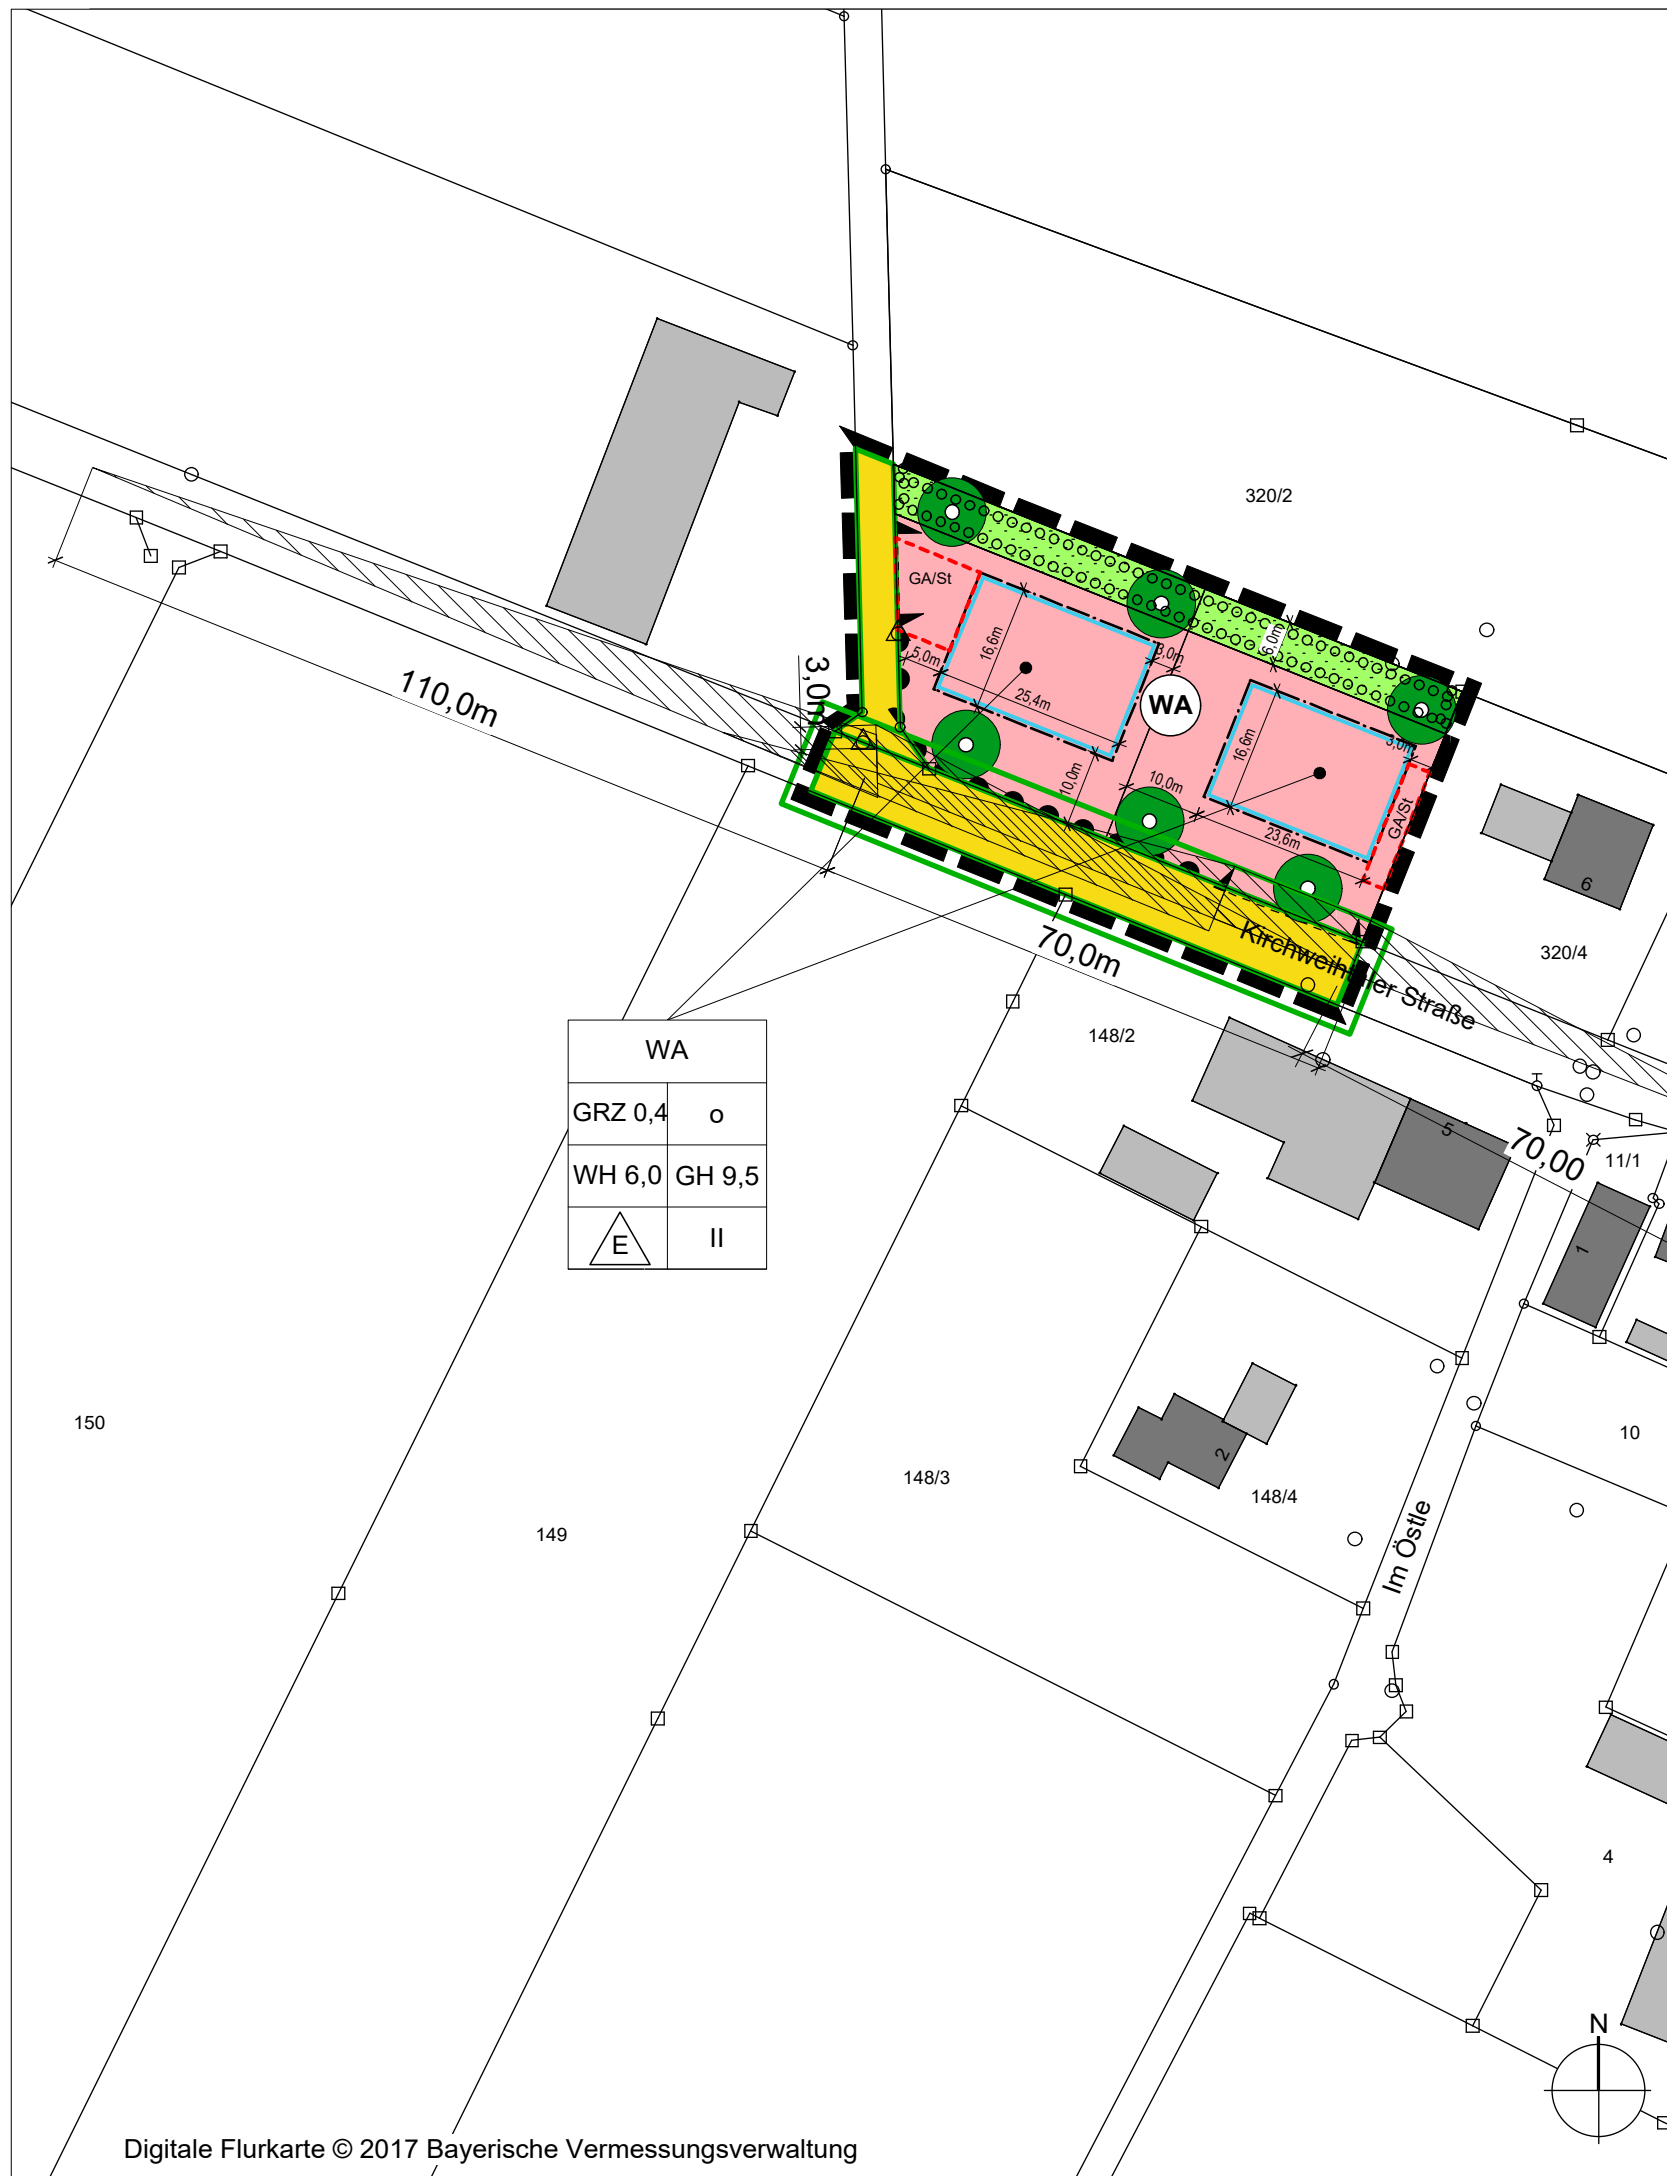 320/2
GA/St
6,0m
16,6m
5,0m
3,0m
25,4m
3,0m
110,0m
WA
16,6m
3,0m
10,0m
10,0m
23,6m
GA/St
6
320/4
Kirchweih
ler Straße
70,0m
148/2
WA
GRZ 0,4
o
WH 6,0
GH 9,5
E
II
5
70,00
11/1
1
150
149
148/3
2
148/4
10
Im Östle
4
N
Digitale Flurkarte © 2017 Bayerische Vermessungsverwaltung